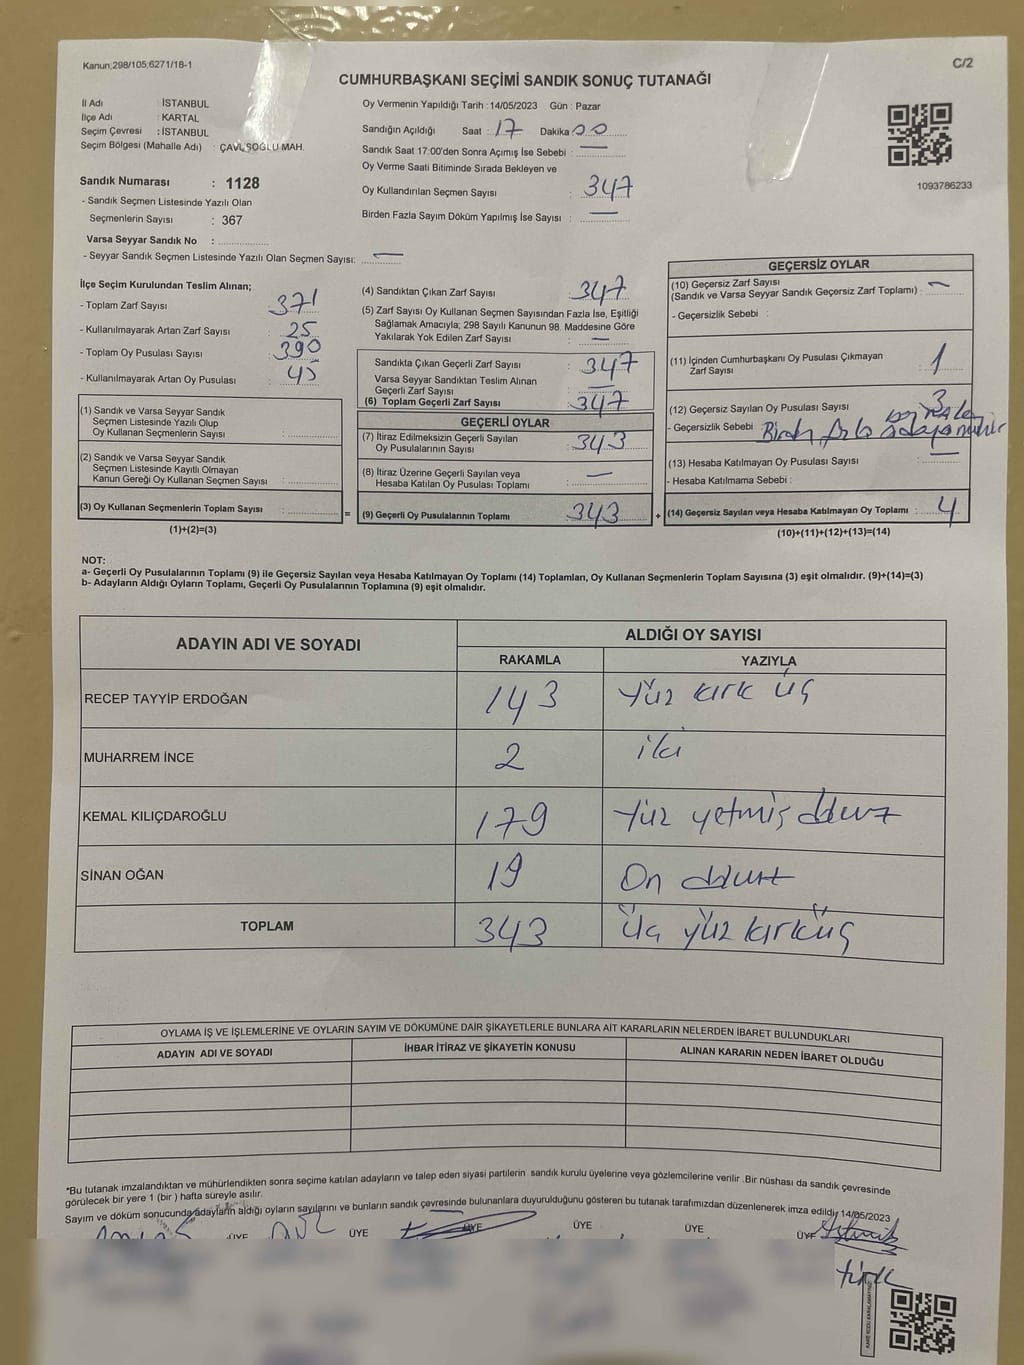 Kanun;298/105;6271/18-1
C/2
CUMHURBAŞKANI SEÇİMİ SANDIK SONUÇ TUTANAĞI
İl Adı : İSTANBUL
İlçe Adı : KARTAL
Seçim Çevresi : İSTANBUL
Seçim Bölgesi (Mahalle Adı) : ÇAVUŞOĞLU MAH.
Sandık Numarası : 1128
- Sandık Seçmen Listesinde Yazılı Olan
Seçmenlerin Sayısı : 367
Varsa Seyyar Sandık No :
- Seyyar Sandık Seçmen Listesinde Yazılı Olan Seçmen Sayısı: —
Oy Vermenin Yapıldığı Tarih : 14/05/2023 Gün : Pazar
Sandığın Açıldığı Saat : 17 Dakika 00
Sandık Saat 17:00'den Sonra Açımış İse Sebebi : —
Oy Verme Saati Bitiminde Sırada Bekleyen ve
Oy Kullandırılan Seçmen Sayısı : 347
Birden Fazla Sayım Döküm Yapılmış İse Sayısı : —
1093786233
İlçe Seçim Kurulundan Teslim Alınan;
- Toplam Zarf Sayısı : 371
- Kullanılmayarak Artan Zarf Sayısı : 25
- Toplam Oy Pusulası Sayısı : 390
- Kullanılmayarak Artan Oy Pusulası : 45
(1) Sandık ve Varsa Seyyar Sandık
Seçmen Listesinde Yazılı Olup
Oy Kullanan Seçmenlerin Sayısı :
(2) Sandık ve Varsa Seyyar Sandık
Seçmen Listesinde Kayıtlı Olmayan
Kanun Gereği Oy Kullanan Seçmen Sayısı :
(3) Oy Kullanan Seçmenlerin Toplam Sayısı :
(1)+(2)=(3)
=
(4) Sandıktan Çıkan Zarf Sayısı : 347
(5) Zarf Sayısı Oy Kullanan Seçmen Sayısından Fazla İse, Eşitliği
Sağlamak Amacıyla; 298 Sayılı Kanunun 98. Maddesine Göre
Yakılarak Yok Edilen Zarf Sayısı : —
Sandıkta Çıkan Geçerli Zarf Sayısı : 347
Varsa Seyyar Sandıktan Teslim Alınan
Geçerli Zarf Sayısı : —
(6) Toplam Geçerli Zarf Sayısı : 347
GEÇERLİ OYLAR
(7) İtiraz Edilmeksizin Geçerli Sayılan
Oy Pusulalarının Sayısı : 343
(8) İtiraz Üzerine Geçerli Sayılan veya
Hesaba Katılan Oy Pusulası Toplamı : —
(9) Geçerli Oy Pusulalarının Toplamı : 343
+
GEÇERSİZ OYLAR
(10) Geçersiz Zarf Sayısı
(Sandık ve Varsa Seyyar Sandık Geçersiz Zarf Toplamı) : —
- Geçersizlik Sebebi :
(11) İçinden Cumhurbaşkanı Oy Pusulası Çıkmayan
Zarf Sayısı : 1
(12) Geçersiz Sayılan Oy Pusulası Sayısı : 3
- Geçersizlik Sebebi
(13) Hesaba Katılmayan Oy Pusulası Sayısı : —
- Hesaba Katılmama Sebebi :
(14) Geçersiz Sayılan veya Hesaba Katılmayan Oy Toplamı : 4
(10)+(11)+(12)+(13)=(14)
NOT:
a- Geçerli Oy Pusulalarının Toplamı (9) ile Geçersiz Sayılan veya Hesaba Katılmayan Oy Toplamı (14) Toplamları, Oy Kullanan Seçmenlerin Toplam Sayısına (3) eşit olmalıdır. (9)+(14)=(3)
b- Adayların Aldığı Oyların Toplamı, Geçerli Oy Pusulalarının Toplamına (9) eşit olmalıdır.
ADAYIN ADI VE SOYADI
ALDIĞI OY SAYISI
RAKAMLA YAZIYLA
RECEP TAYYİP ERDOĞAN 143 Yüz kırk üç
MUHARREM İNCE 2 iki
KEMAL KILIÇDAROĞLU 179 Yüz yetmiş
SİNAN OĞAN 19 On
TOPLAM 343 Üç yüz kırküç
OYLAMA İŞ VE İŞLEMLERİNE VE OYLARIN SAYIM VE DÖKÜMÜNE DAİR ŞİKAYETLERLE BUNLARA AİT KARARLARIN NELERDEN İBARET BULUNDUKLARI
ADAYIN ADI VE SOYADI İHBAR İTİRAZ VE ŞİKAYETİN KONUSU ALINAN KARARIN NEDEN İBARET OLDUĞU
*Bu tutanak imzalandıktan ve mühürlendikten sonra seçime katılan adayların ve talep eden siyasi partilerin sandık kurulu üyelerine veya gözlemcilerine verilir .Bir nüshası da sandık çevresinde
görülecek bir yere 1 (bir ) hafta süreyle asılır.
Sayım ve döküm sonucunda adayların aldığı oyların sayılarını ve bunların sandık çevresinde bulunanlara duyurulduğunu gösteren bu tutanak tarafımızdan düzenlenerek imza edildi. 14/05/2023
ÜYE ÜYE ÜYE ÜYE ÜYE ÜYE